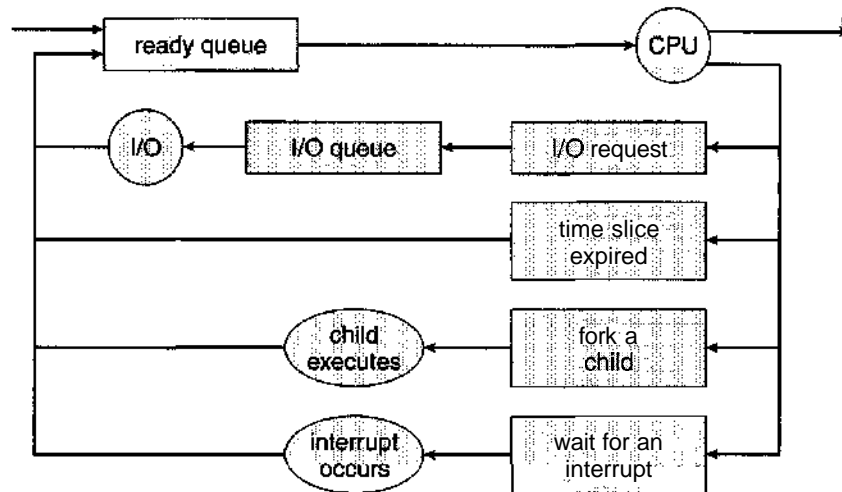 ready queue
CPU
I/O
I/O queue
I/O request
time slice
expired
child
executes
fork a
child
interrupt
occurs
wait for an
interrupt